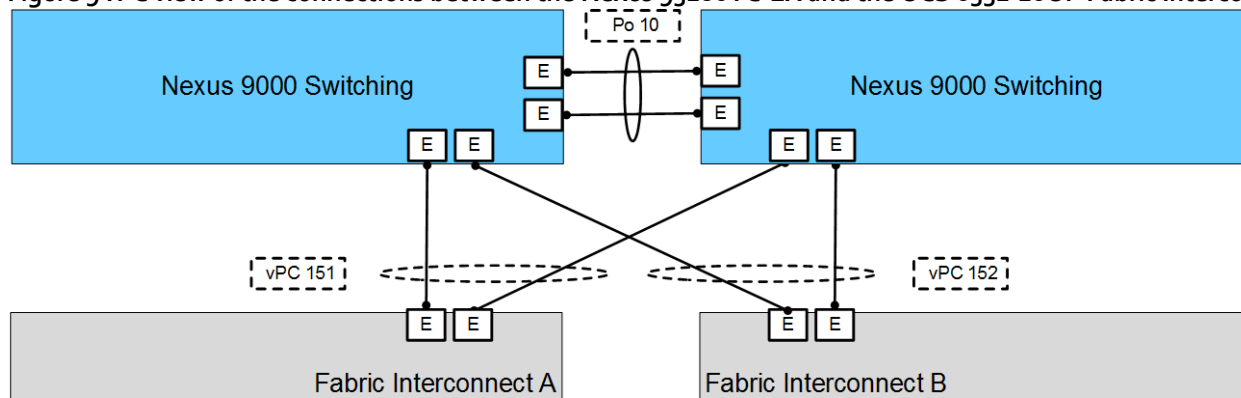 Po 10
E E
Nexus 9000 Switching Nexus 9000 Switching
E E
E E E E
vPC 151 vPC 152
E E E E
Fabric Interconnect A Fabric Interconnect B